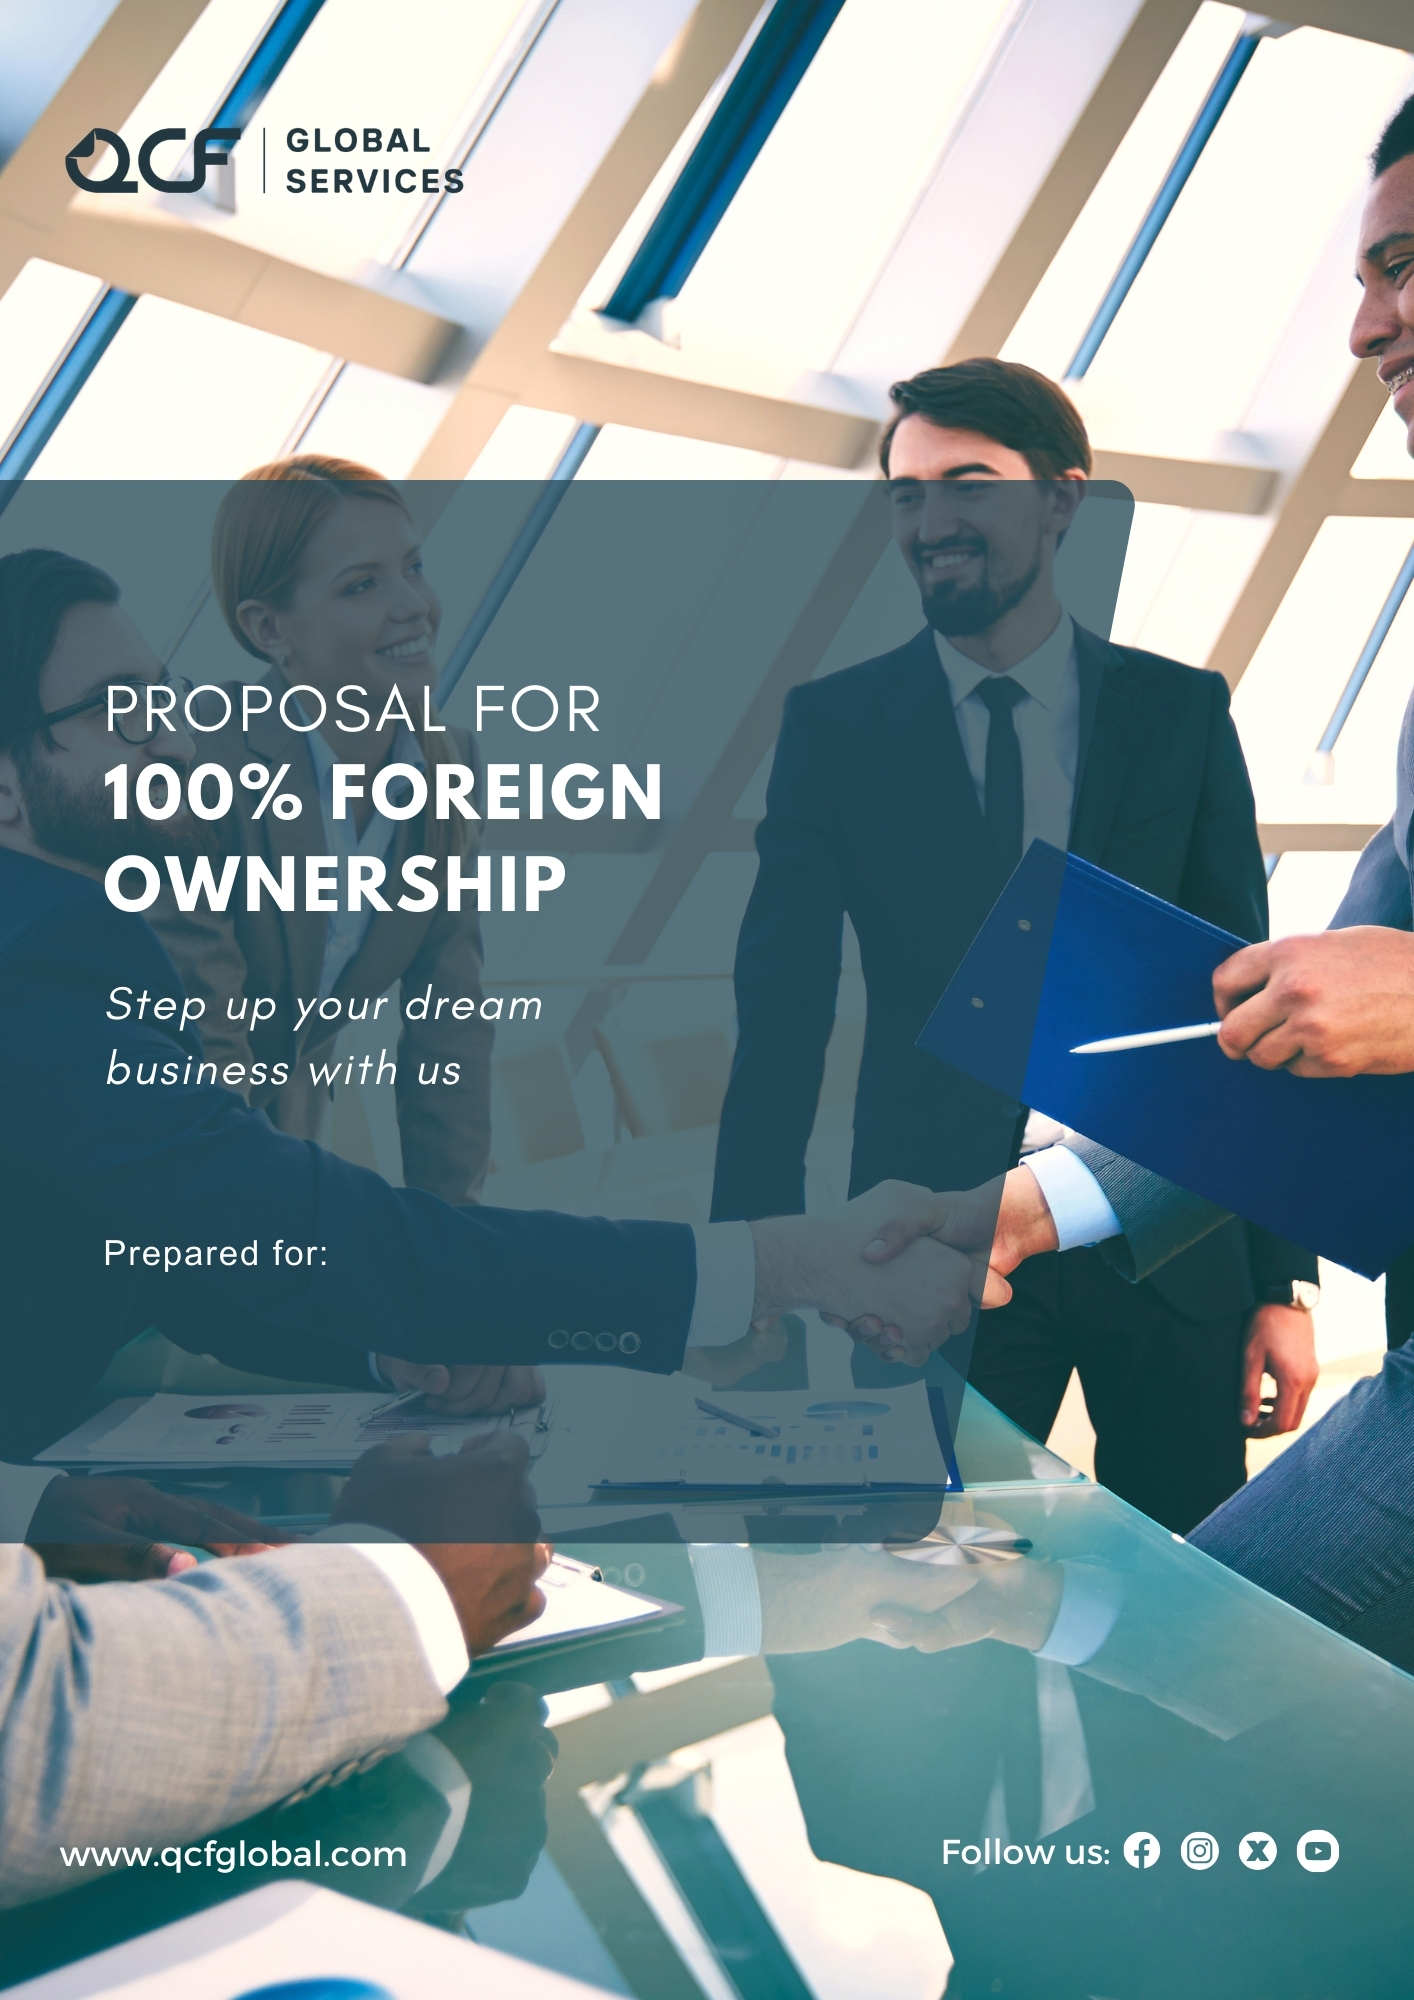 QCF
GLOBAL
SERVICES
PROPOSAL FOR
100% FOREIGN
OWNERSHIP
Step up your dream
business with us
Prepared for:
www.qcfglobal.com
Follow us: